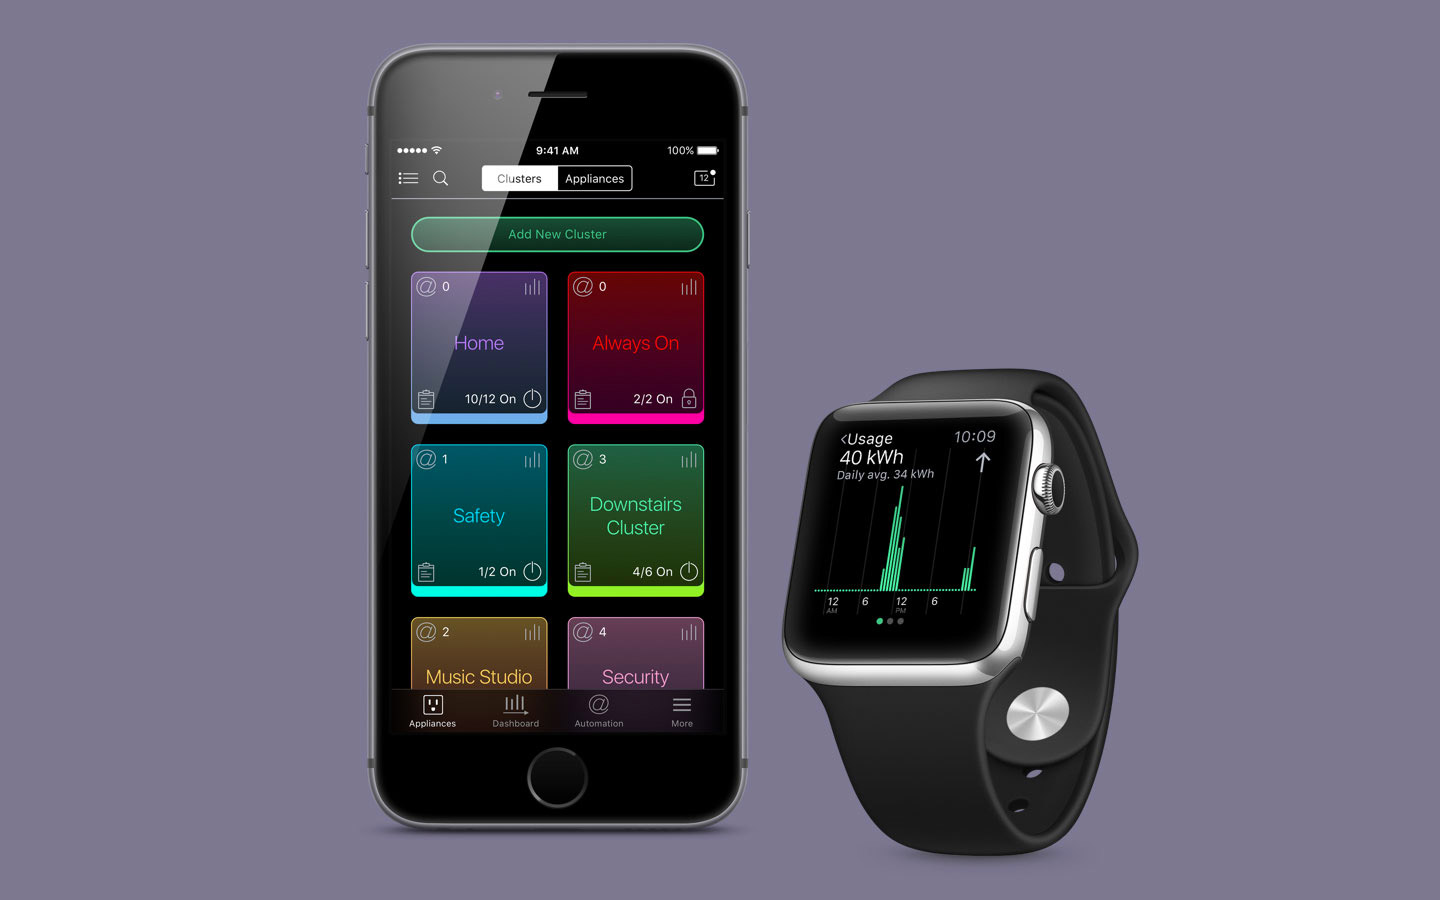 9:41 AM
100%
Clusters
Appliances
12
Add New Cluster
@ 0
Home
10/12 On
@ 0
Always On
2/2 On
@ 1
Safety
1/2 On
@ 3
Downstairs
Cluster
4/6 On
@ 2
Music Studio
@ 4
Security
Appliances
Dashboard
@
Automation
More
<Usage
10:09
40 kWh
Daily avg. 34 kWh
12 6 12 6
AM PM